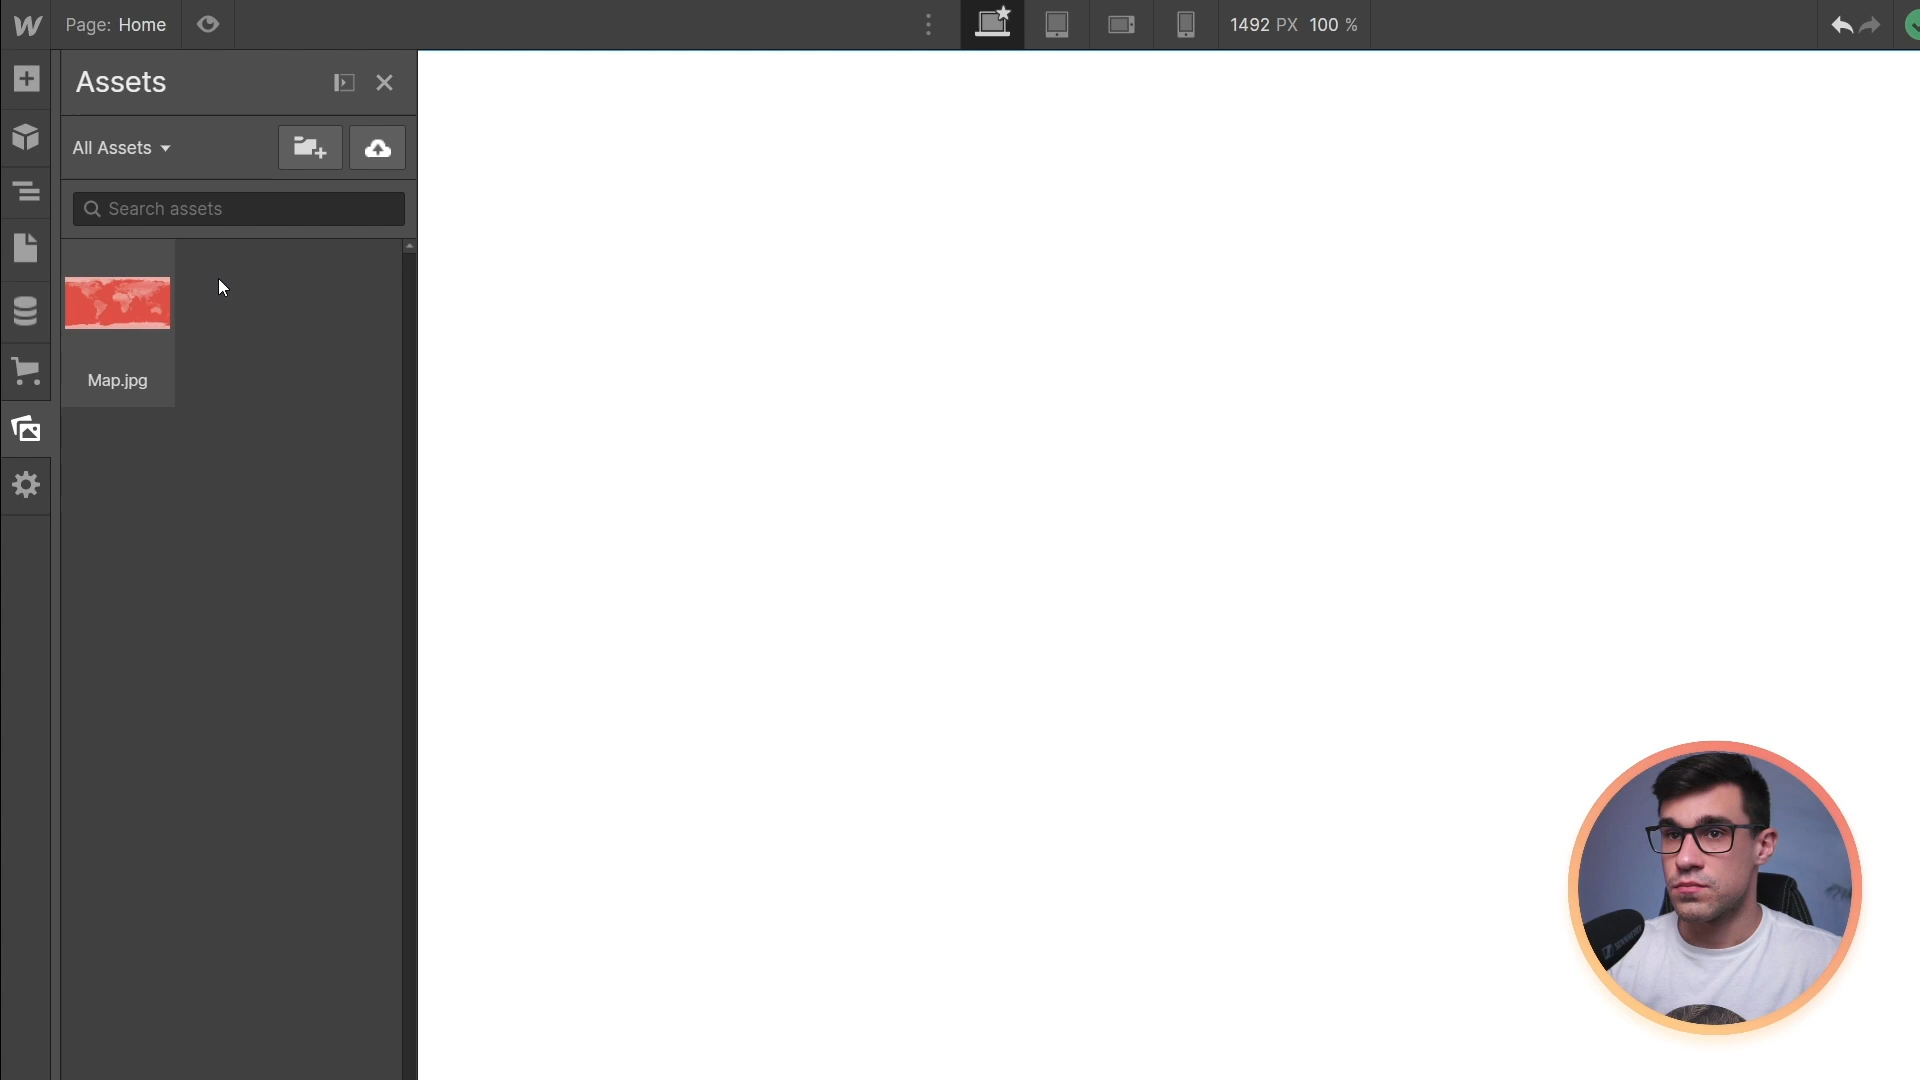 Page: Home
1492 PX 100 %
Assets
All Assets
Search assets
Map.jpg